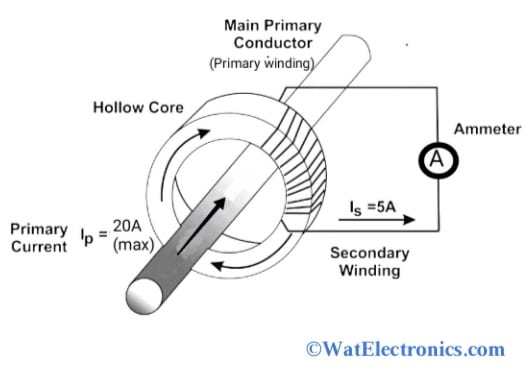 Main Primary
Conductor
(Primary winding)
Hollow Core
Ammeter
A
Is =5A
Primary
Current
Ip = 20A
(max)
Secondary
Winding
©WatElectronics.com